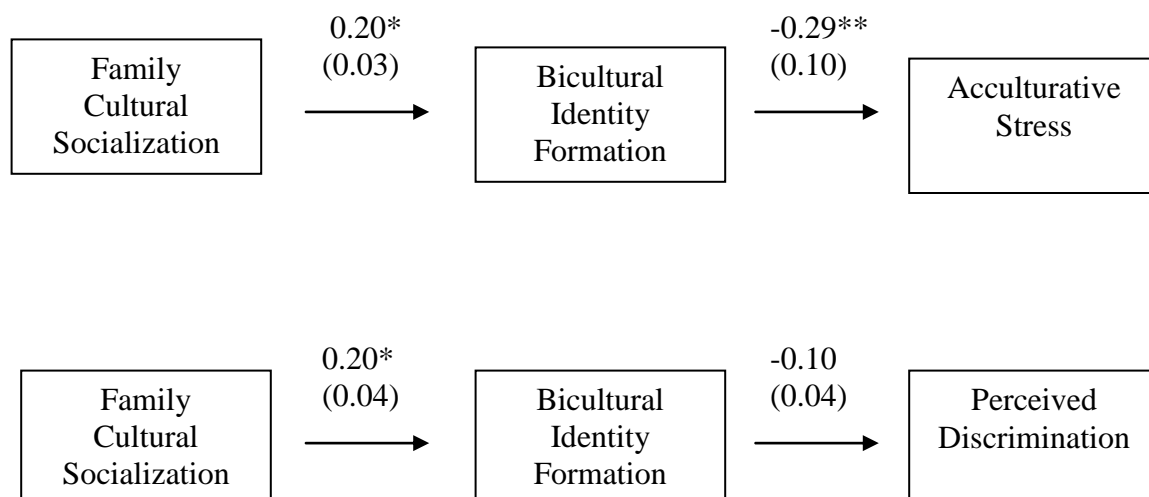 0.20*
(0.03)
-0.29**
(0.10)
Family
Cultural
Socialization
Bicultural
Identity
Formation
Acculturative
Stress
0.20*
(0.04)
-0.10
(0.04)
Family
Cultural
Socialization
Bicultural
Identity
Formation
Perceived
Discrimination